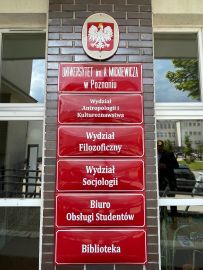 UNIWERSYTET im. A. MICKIEWICZA
w Poznaniu
Wydział
Antropologii i
Kulturoznawstwa
Wydział
Filozoficzny
Wydział
Socjologii
Biuro
Obsługi Studentów
Biblioteka